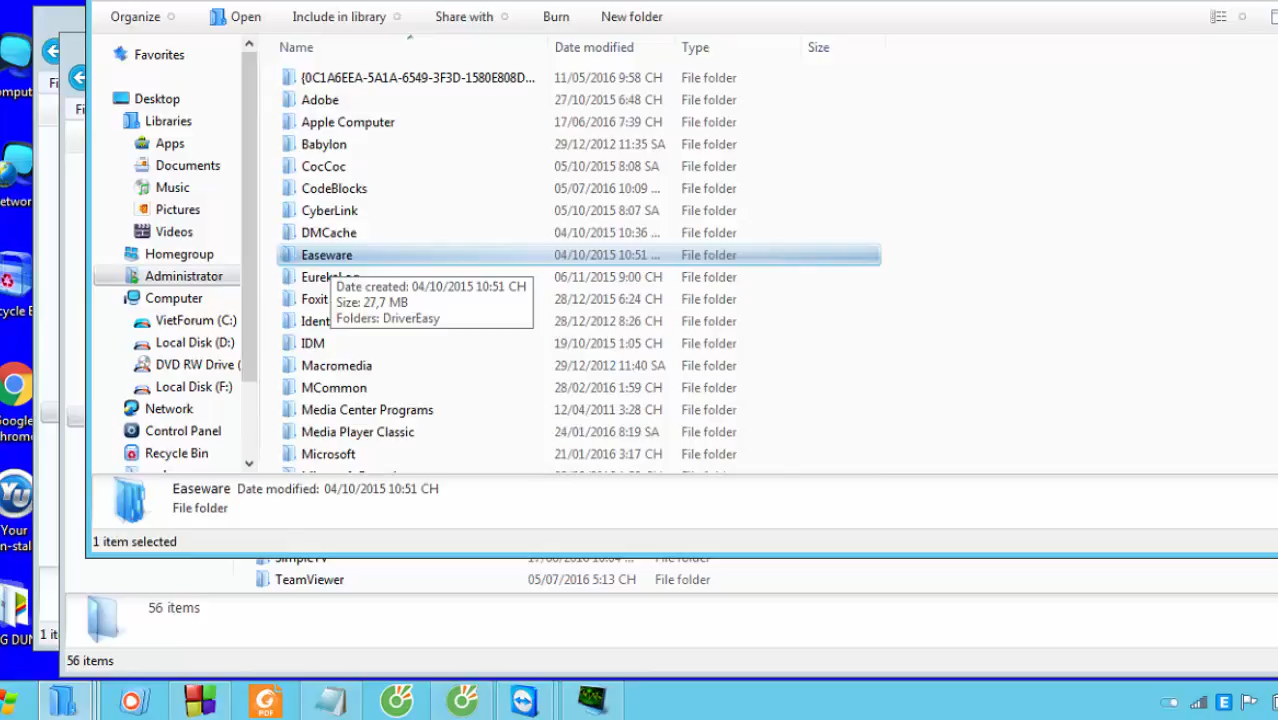 Organize
Open
Include in library
Share with
Burn
New folder
Favorites
Desktop
Libraries
Apps
Documents
Music
Pictures
Videos
Homegroup
Administrator
Computer
VietForum (C:)
Local Disk (D:)
DVD RW Drive (
Local Disk (F:)
Network
Control Panel
Recycle Bin
Name Date modified Type Size
{0C1A6EEA-5A1A-6549-3F3D-1580E808D... 11/05/2016 9:58 CH File folder
Adobe 27/10/2015 6:48 CH File folder
Apple Computer 17/06/2016 7:39 CH File folder
Babylon 29/12/2012 11:35 SA File folder
CocCoc 05/10/2015 8:08 SA File folder
CodeBlocks 05/07/2016 10:09 ... File folder
CyberLink 05/10/2015 8:07 SA File folder
DMCache 04/10/2015 10:36 ... File folder
Easeware 04/10/2015 10:51 ... File folder
06/11/2015 9:00 CH File folder
Foxit 28/12/2015 6:24 CH File folder
Ident 28/12/2012 8:26 CH File folder
IDM 19/10/2015 1:05 CH File folder
Macromedia 29/12/2012 11:40 SA File folder
MCommon 28/02/2016 1:59 CH File folder
Media Center Programs 12/04/2011 3:28 CH File folder
Media Player Classic 24/01/2016 8:19 SA File folder
Microsoft 21/01/2016 3:17 CH File folder
Date created: 04/10/2015 10:51 CH
Size: 27,7 MB
Folders: DriverEasy
Easeware Date modified: 04/10/2015 10:51 CH
File folder
1 item selected
TeamViewer 05/07/2016 5:13 CH File folder
56 items
1 it
56 items
Fi
Fi
omput
etwor
ecycle B
Google
hrome
Your
n-stal
G DUN
PDF
E